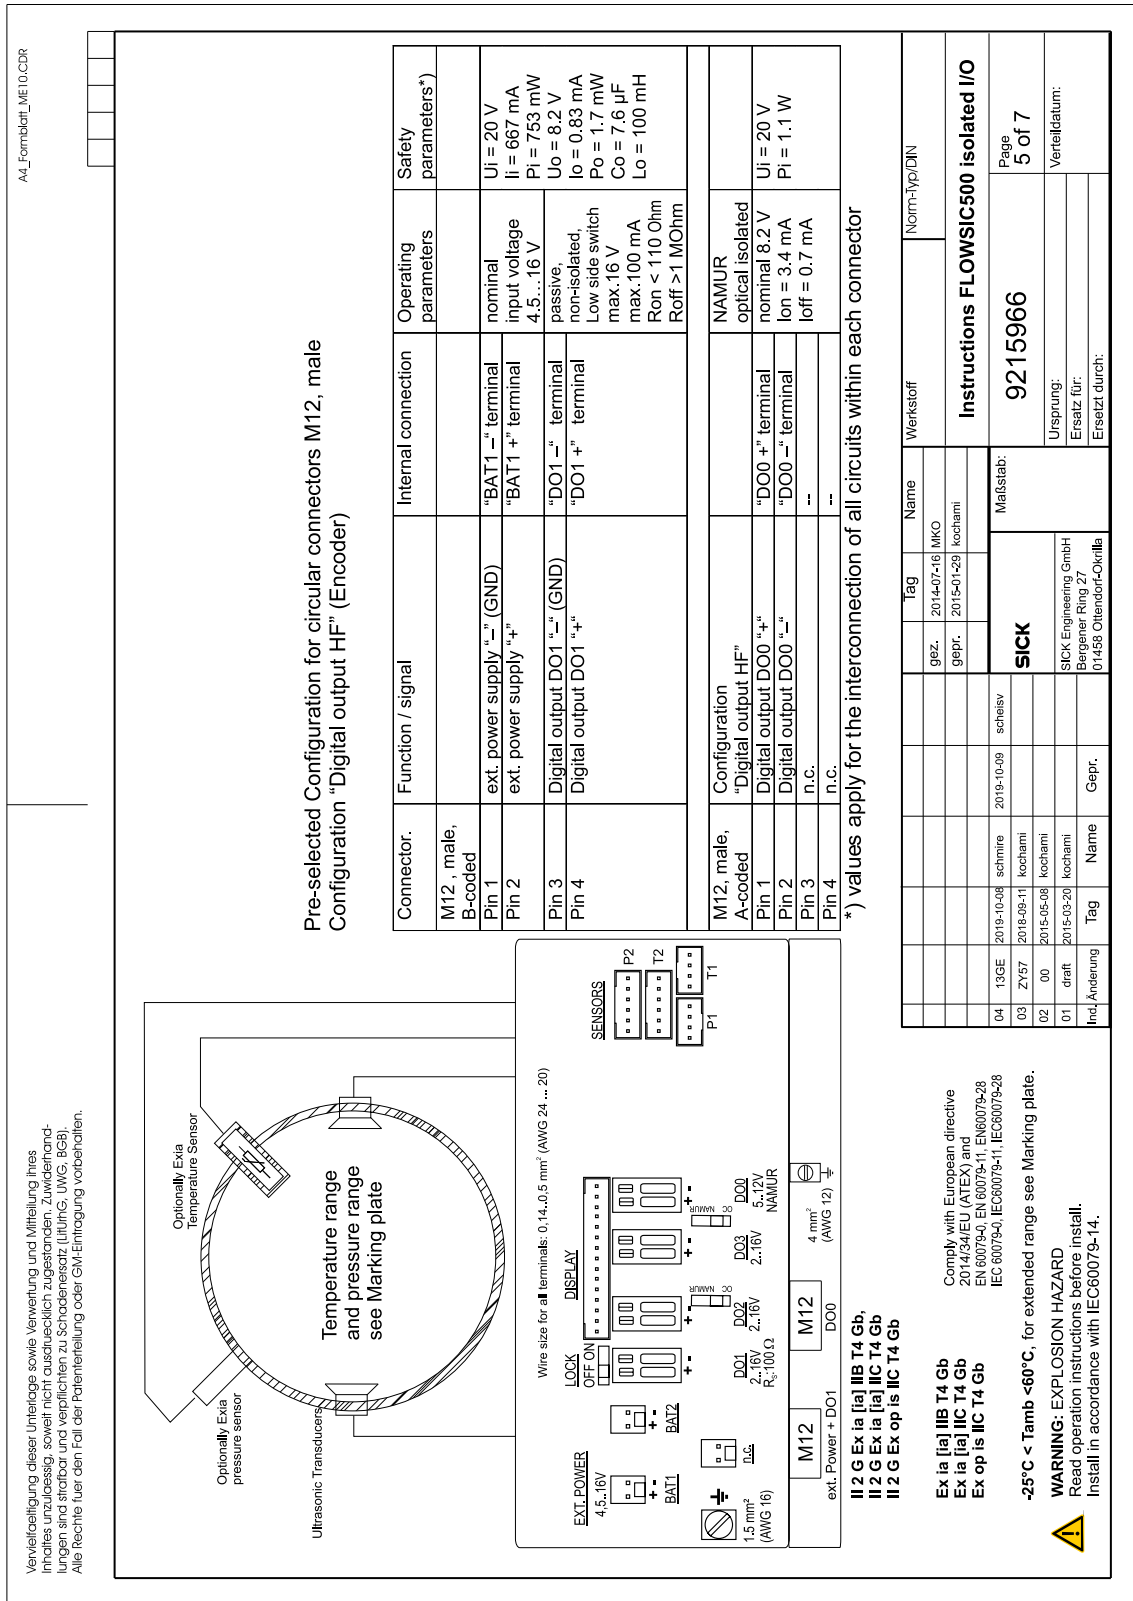 A4_Formblatt_ME10.CDR
Vervielfaeltigung dieser Unterlage sowie Verwertung und Mitteilung ihres
Inhaltes unzulaessig, soweit nicht ausdruecklich zugestanden. Zuwiderhand-
lungen sind strafbar und verpflichten zu Schadenersatz (LitUrhG, UWG, BGB).
Alle Rechte fuer den Fall der Patenterteilung oder GM-Eintragung vorbehalten.
Optionally Exia
pressure sensor
Optionally Exia
Temperature Sensor
Ultrasonic Transducers
Temperature range
and pressure range
see Marking plate
Wire size for all terminals: 0,14..0.5 mm² (AWG 24 ... 20)
EXT. POWER
4,5..16V
+ -
BAT1
+ -
BAT2
n.c.
1.5 mm²
(AWG 16)
LOCK
OFF ON
DISPLAY
SENSORS
P2
T2
P1
T1
+ -
DO1
2..16V
Rs:100Ω
+ -
OC NAMUR
DO2
2..16V
+ -
DO3
2..16V
+ -
OC NAMUR
DO0
5..12V
NAMUR
M12
ext. Power + DO1
M12
DO0
4 mm²
(AWG 12)
II 2 G Ex ia [ia] IIB T4 Gb,
II 2 G Ex ia [ia] IIC T4 Gb
II 2 G Ex op is IIC T4 Gb
Ex ia [ia] IIB T4 Gb
Ex ia [ia] IIC T4 Gb
Ex op is IIC T4 Gb
Comply with European directive
2014/34/EU (ATEX) and
EN 60079-0, EN 60079-11, EN60079-28
IEC 60079-0, IEC60079-11, IEC60079-28
-25°C < Tamb <60°C, for extended range see Marking plate.
WARNING: EXPLOSION HAZARD
Read operation instructions before install.
Install in accordance with IEC60079-14.
Pre-selected Configuration for circular connectors M12, male
Configuration “Digital output HF” (Encoder)
Connector. Function / signal Internal connection Operating parameters Safety parameters*)
M12 , male,
B-coded
Pin 1 ext. power supply “–” (GND) “BAT1 –“ terminal
Pin 2 ext. power supply “+” “BAT1 +” terminal
nominal
input voltage
4.5…16 V
Pin 3 Digital output DO1 “–“ (GND) “DO1 –“ terminal
Pin 4 Digital output DO1 “+“ “DO1 +” terminal
passive,
non-isolated,
Low side switch
max.16 V
max.100 mA
Ron < 110 Ohm
Roff >1 MOhm
Ui = 20 V
Ii = 667 mA
Pi = 753 mW
Uo = 8.2 V
Io = 0.83 mA
Po = 1.7 mW
Co = 7.6 µF
Lo = 100 mH
M12, male,
A-coded
Configuration
“Digital output HF”
NAMUR
optical isolated
Pin 1 Digital output DO0 “+“ “DO0 +” terminal nominal 8.2 V Ui = 20 V
Pin 2 Digital output DO0 “–“ “DO0 –“ terminal Ion = 3.4 mA Pi = 1.1 W
Pin 3 n.c. -- Ioff = 0.7 mA
Pin 4 n.c. --
*) values apply for the interconnection of all circuits within each connector
04 13GE 2019-10-08 schmire 2019-10-09 scheisv
03 ZY57 2018-09-11 kochami
02 00 2015-05-08 kochami
01 draft 2015-03-20 kochami
Ind. Änderung Tag Name Gepr.
Tag Name
gez. 2014-07-16 MKO
gepr. 2015-01-29 kochami
SICK
SICK Engineering GmbH
Bergener Ring 27
01458 Ottendorf-Okrilla
Maßstab:
Werkstoff
Norm-Typ/DIN
Instructions FLOWSIC500 isolated I/O
9215966
Page
5 of 7
Ursprung:
Ersatz für:
Ersetzt durch:
Verteildatum: